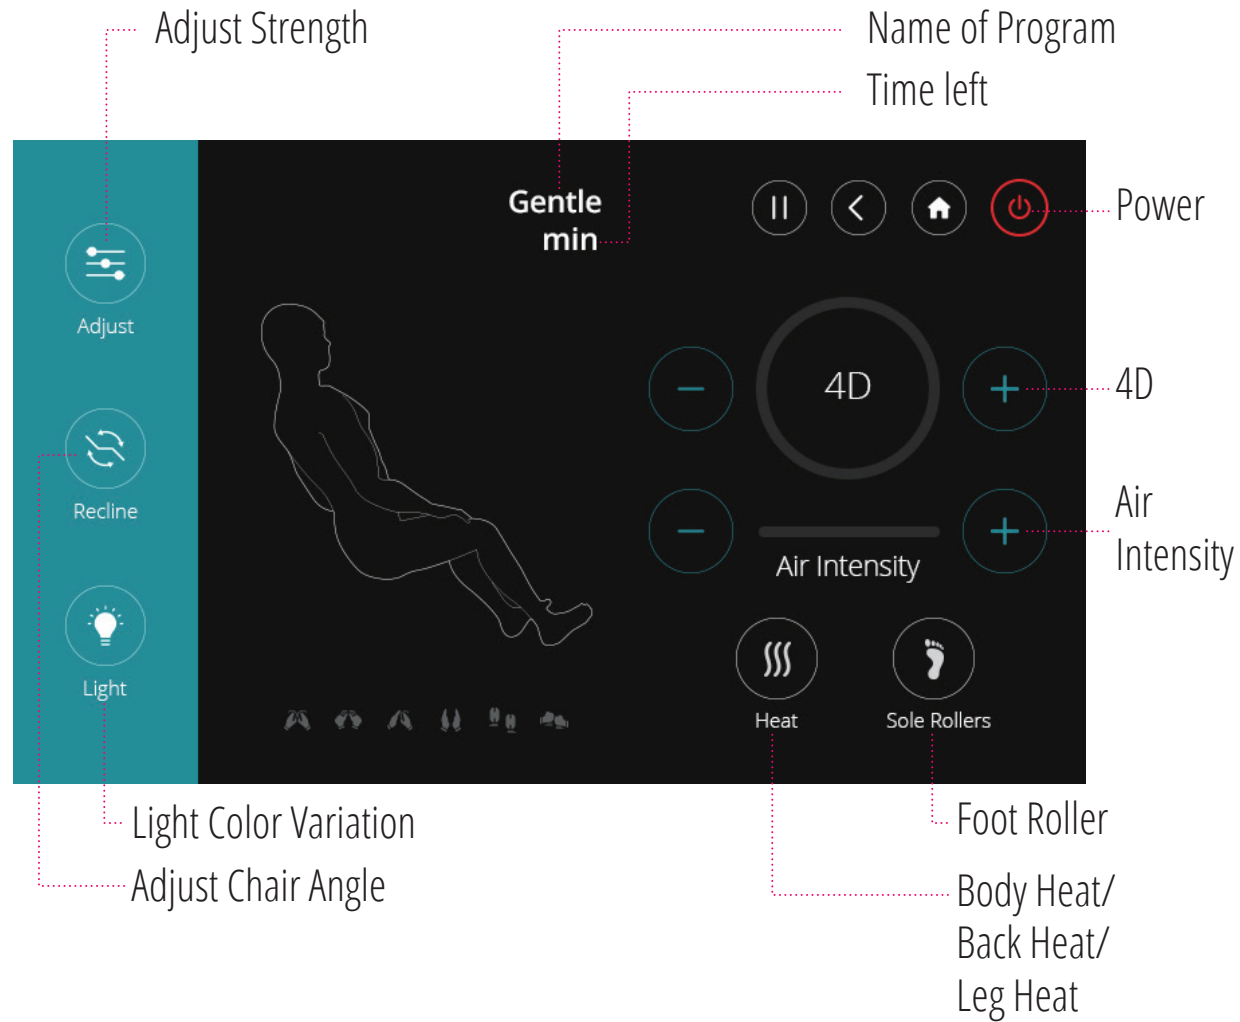 Adjust Strength
Name of Program
Time left
Gentle
min
Power
Adjust
4D
4D
Recline
Air
Intensity
Air Intensity
Light
Heat
Sole Rollers
Light Color Variation
Adjust Chair Angle
Foot Roller
Body Heat/
Back Heat/
Leg Heat